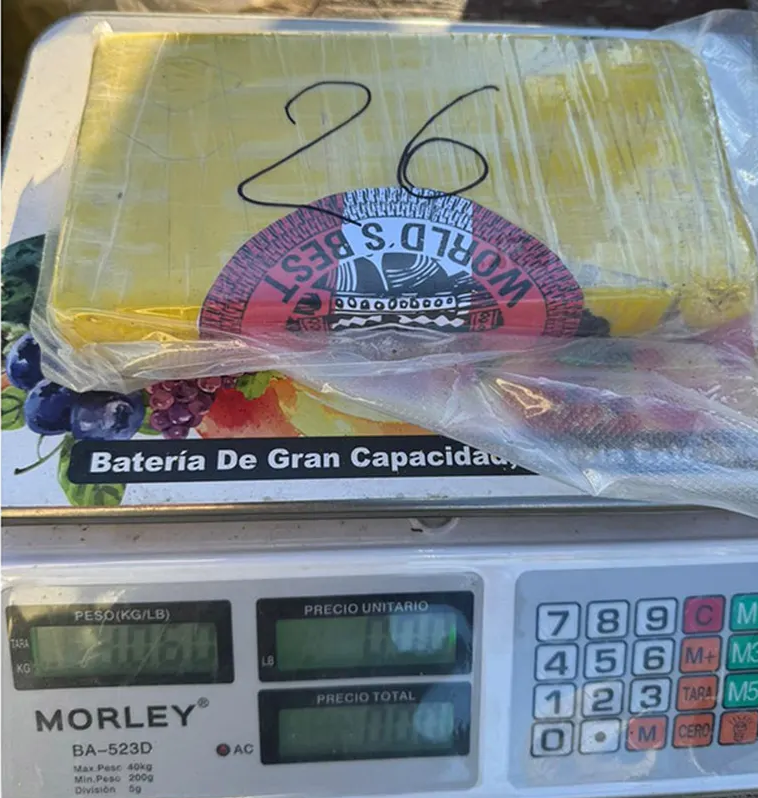 26
WORLD'S BEST
Batería De Gran Capacidad,
PESO(KG/LB)
TARA
KG
PRECIO UNITARIO
LB
PRECIO TOTAL
MORLEY®
BA-523D
AC
Max.Peso 40kg
Min.Peso 200g
División 5g
7 8 9 C M
4 5 6 M+ M3
1 2 3 TARA M5
0 • M CERO